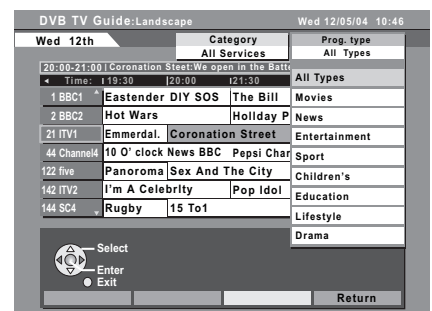 DVB TV Guide:Landscape Wed 12/05/04 10:46
Wed 12th Category Prog. type
All Services All Types
20:00-21:00 | Coronation Steet:We open in the Batte
Time: 19:30 20:00 21:30
All Types
1 BBC1 Eastender DIY SOS The Bill
Movies
2 BBC2 Hot Wars Hollday P
News
21 ITV1 Emmerdal. Coronation Street
Entertainment
44 Channel4 10 O' clock News BBC Pepsi Char
Sport
122 five Panoroma Sex And The City
Children's
142 ITV2 I'm A Celebrlty Pop Idol
Education
144 SC4 Rugby 15 To1
Lifestyle
Drama
Select
Enter
Exit
Return